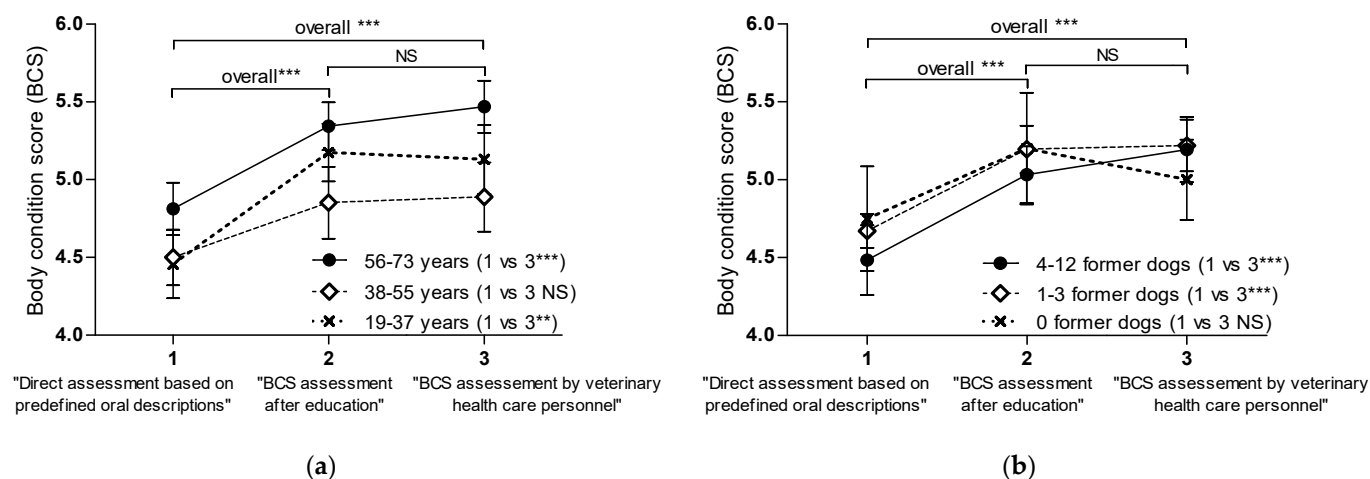 6.0
5.5
5.0
4.5
4.0
Body condition score (BCS)
overall ***
NS
overall***
56-73 years (1 vs 3***)
38-55 years (1 vs 3 NS)
19-37 years (1 vs 3**)
1
2
3
"Direct assessment based on
predefined oral descriptions"
"BCS assessment
after education"
"BCS assessement by veterinary
health care personnel"
(a)
6.0
5.5
5.0
4.5
4.0
Body condition score (BCS)
overall ***
NS
overall ***
4-12 former dogs (1 vs 3***)
1-3 former dogs (1 vs 3***)
0 former dogs (1 vs 3 NS)
1
2
3
"Direct assessment based on
predefined oral descriptions"
"BCS assessment
after education"
"BCS assessement by veterinary
health care personnel"
(b)